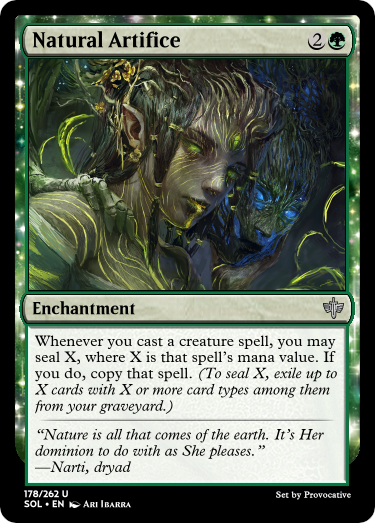 Natural Artifice 2
Enchantment
Whenever you cast a creature spell, you may
seal X, where X is that spell's mana value. If
you do, copy that spell. (To seal X, exile up to
X cards with X or more card types among them
from your graveyard.)
“Nature is all that comes of the earth. It's Her
dominion to do with as She pleases.”
—Narti, dryad
178/262 U
SOL • EN Ari Ibarra
Set by Provocative